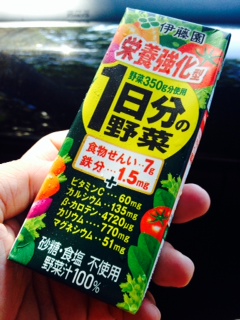 伊藤園
栄養強化型
野菜350g分使用
1日分の
野菜
食物せんい…7g
鉄分…1.5mg
+
ビタミンC……60mg
カルシウム…135mg
β-カロテン…4720μg
カリウム……770mg
マグネシウム…51mg
砂糖・食塩 不使用
野菜汁100%